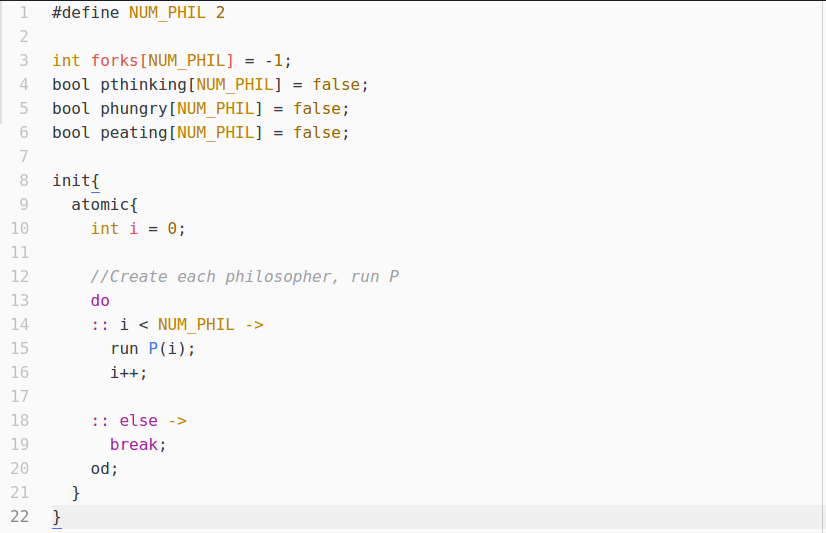 1 #define NUM_PHIL 2
2
3 int forks[NUM_PHIL] = -1;
4 bool pthinking[NUM_PHIL] = false;
5 bool phungry[NUM_PHIL] = false;
6 bool peating[NUM_PHIL] = false;
7
8 init{
9 atomic{
10 int i = 0;
11
12 //Create each philosopher, run P
13 do
14 :: i < NUM_PHIL ->
15 run P(i);
16 i++;
17
18 :: else ->
19 break;
20 od;
21 }
22 }